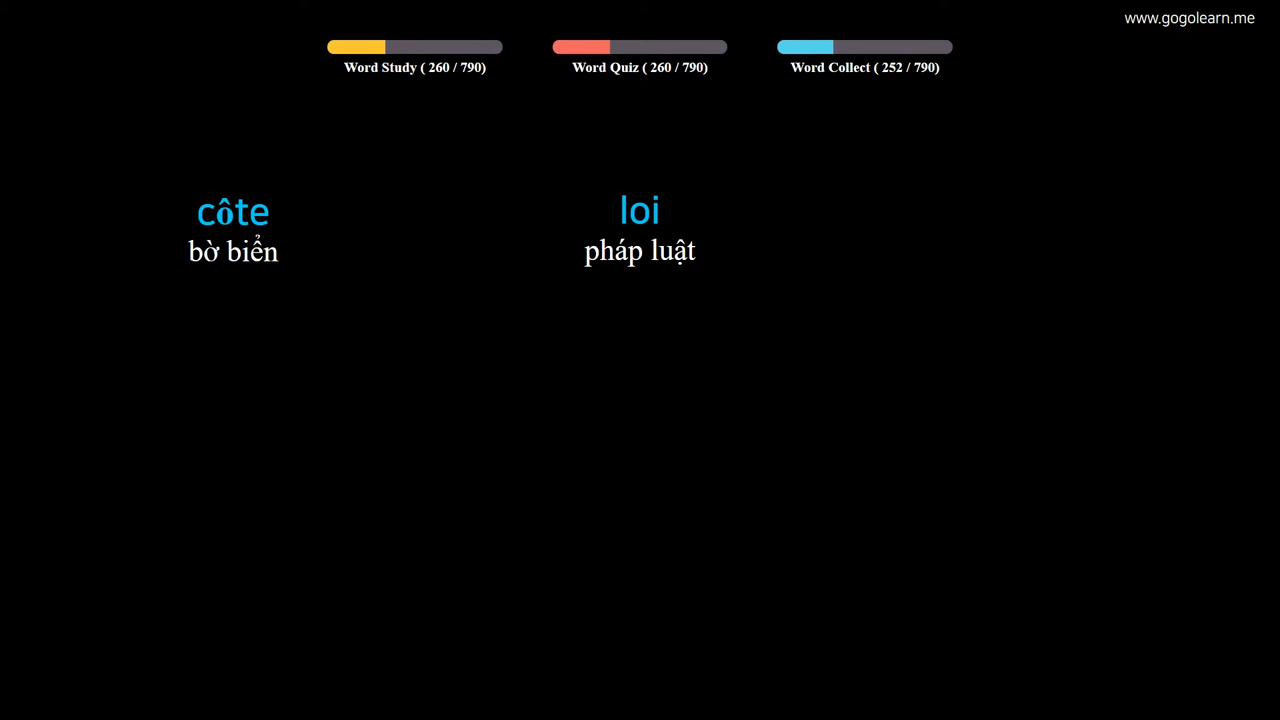 www.gogolearn.me
Word Study ( 260 / 790)
Word Quiz ( 260 / 790)
Word Collect ( 252 / 790)
côte
bờ biển
loi
pháp luật